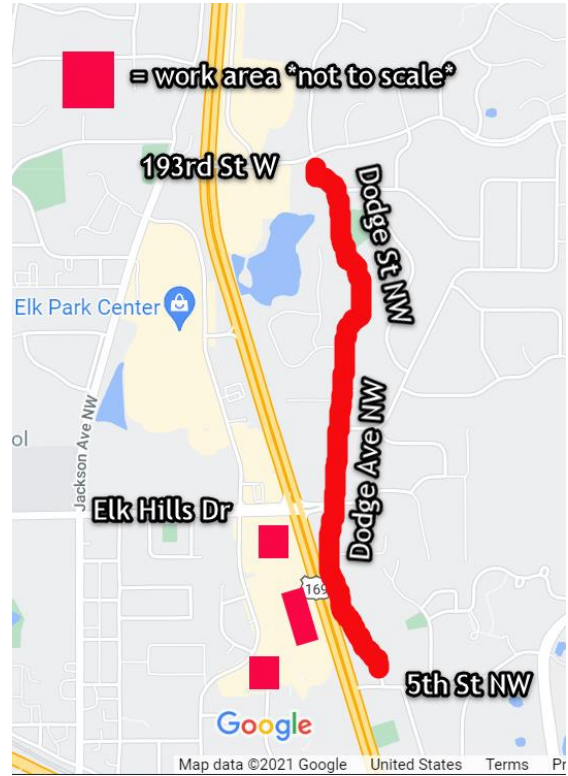 = work area *not to scale*
193rd St W
Dodge St NW
Elk Park Center
ol
Jackson Ave NW
Dodge Ave NW
Elk Hills Dr
169
5th St NW
Google
Map data ©2021 Google United States Terms Pr